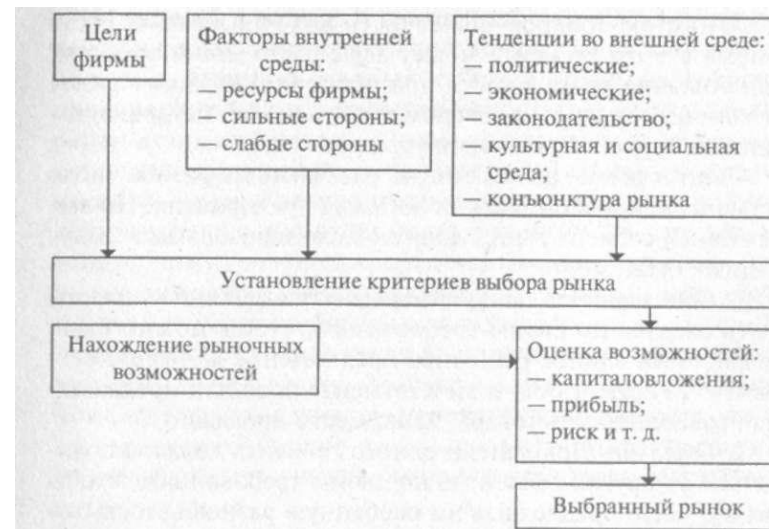 Цели
фирмы
Факторы внутренней
среды:
— ресурсы фирмы;
— сильные стороны;
— слабые стороны
Тенденции во внешней среде:
— политические;
— экономические;
— законодательство;
— культурная и социальная
среда;
— конъюнктура рынка
Установление критериев выбора рынка
Нахождение рыночных
возможностей
Оценка возможностей:
— капиталовложения;
— прибыль;
— риск и т. д.
Выбранный рынок